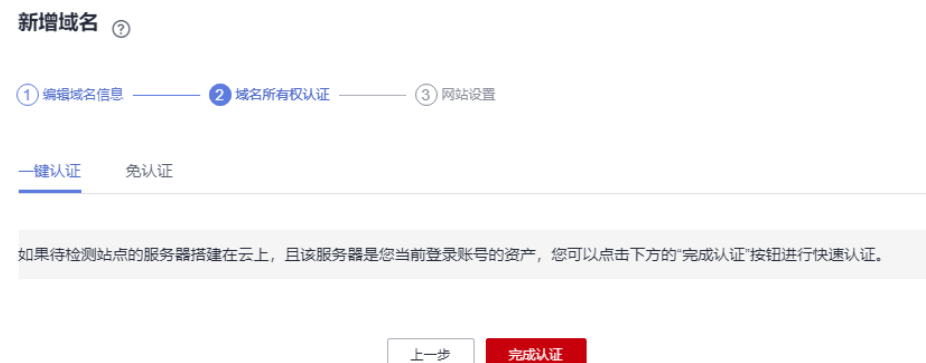 新增域名 ?
1 编辑域名信息 2 域名所有权认证 3 网站设置
一键认证 免认证
如果待检测站点的服务器搭建在云上，且该服务器是您当前登录账号的资产，您可以点击下方的“完成认证”按钮进行快速认证。
上一步 完成认证